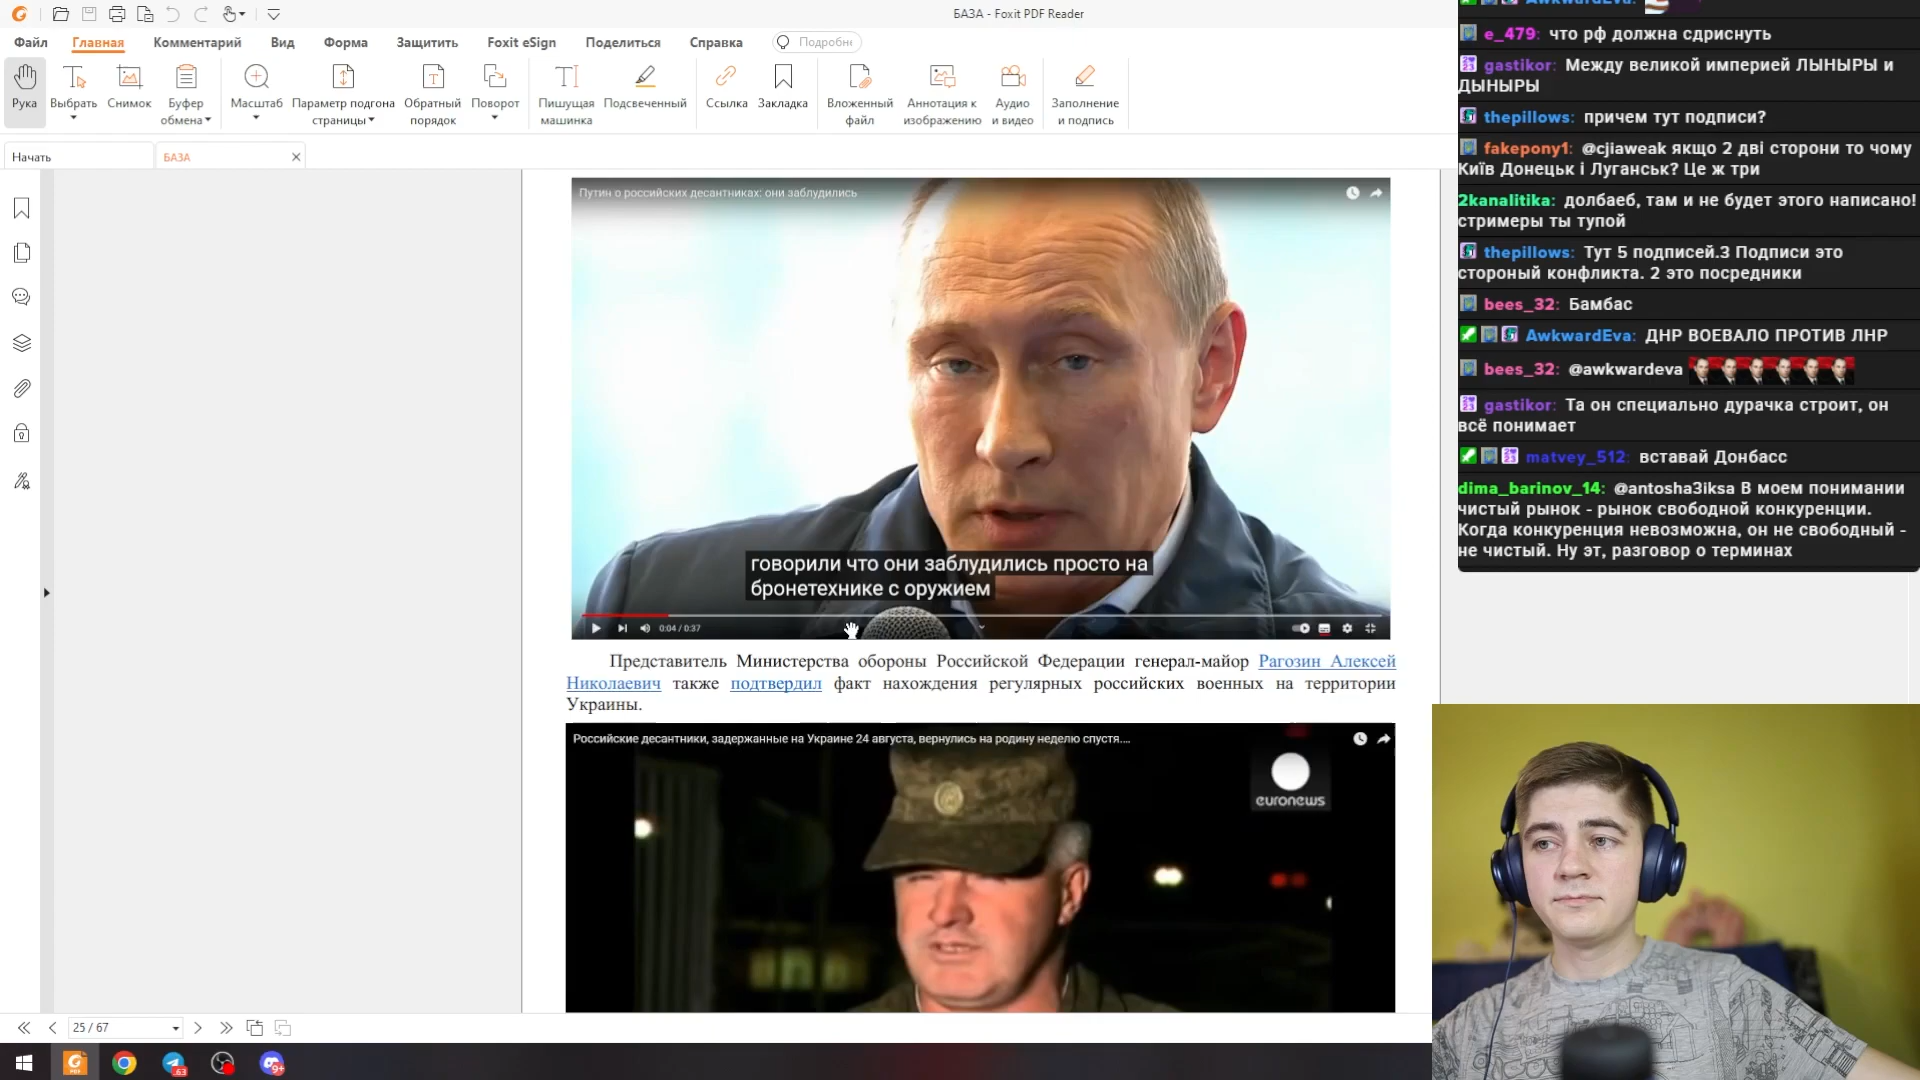 БАЗА - Foxit PDF Reader
Файл Главная Комментарий Вид Форма Защитить Foxit eSign Поделиться Справка Подробне
Рука Выбрать Снимок Буфер обмена
Масштаб Параметр подгона страницы Обратный порядок Поворот
Пишущая машинка Подсвеченный
Ссылка Закладка
Вложенный файл Аннотация к изображению Аудио и видео
Заполнение и подпись
Начать
БАЗА
Путин о российских десантниках: они заблудились
говорили что они заблудились просто на
бронетехнике с оружием
0:04 / 0:37
Представитель Министерства обороны Российской Федерации генерал-майор Рагозин Алексей
Николаевич также подтвердил факт нахождения регулярных российских военных на территории
Украины.
Российские десантники, задержанные на Украине 24 августа, вернулись на родину неделю спустя....
euronews
25 / 67
PDF
63
9+
AwkwardEva:
e_479: что рф должна сдриснуть
gastikor: Между великой империей ЛЫНЫРЫ и
ДЫНЫРЫ
thepillows: причем тут подписи?
fakepony1: @cjiaweak якщо 2 дві сторони то чому
Київ Донецьк і Луганськ? Це ж три
2kanalitika: долбаеб, там и не будет этого написано!
стримеры ты тупой
thepillows: Тут 5 подписей.3 Подписи это
стороный конфликта. 2 это посредники
bees_32: Бамбас
AwkwardEva: ДНР ВОЕВАЛО ПРОТИВ ЛНР
bees_32: @awkwardeva
gastikor: Та он специально дурачка строит, он
всё понимает
matvey_512: вставай Донбасс
dima_barinov_14: @antosha3iksa В моем понимании
чистый рынок - рынок свободной конкуренции.
Когда конкуренция невозможна, он не свободный -
не чистый. Ну эт, разговор о терминах